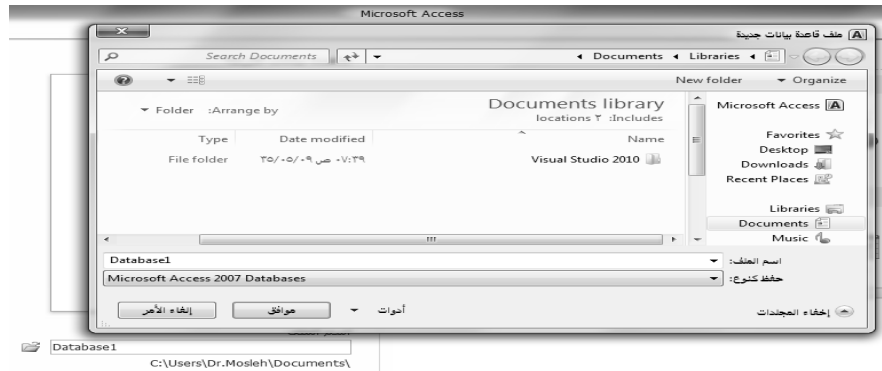 Microsoft Access
ملف قاعدة بيانات جديدة
Libraries Documents Search Documents
Organize New folder
Microsoft Access
Favorites
Desktop
Downloads
Recent Places
Libraries
Documents
Music
Documents library
Includes: ٢ locations
Arrange by: Folder
Name Date modified Type
Visual Studio 2010 ٠٧:٣٩ ص ٣٥/٠٥/٠٩ File folder
اسم الملف: Database1
حفظ كنوع: Microsoft Access 2007 Databases
إخفاء المجلدات أدوات موافق إلغاء الأمر
Database1
C:\Users\Dr.Mosleh\Documents\